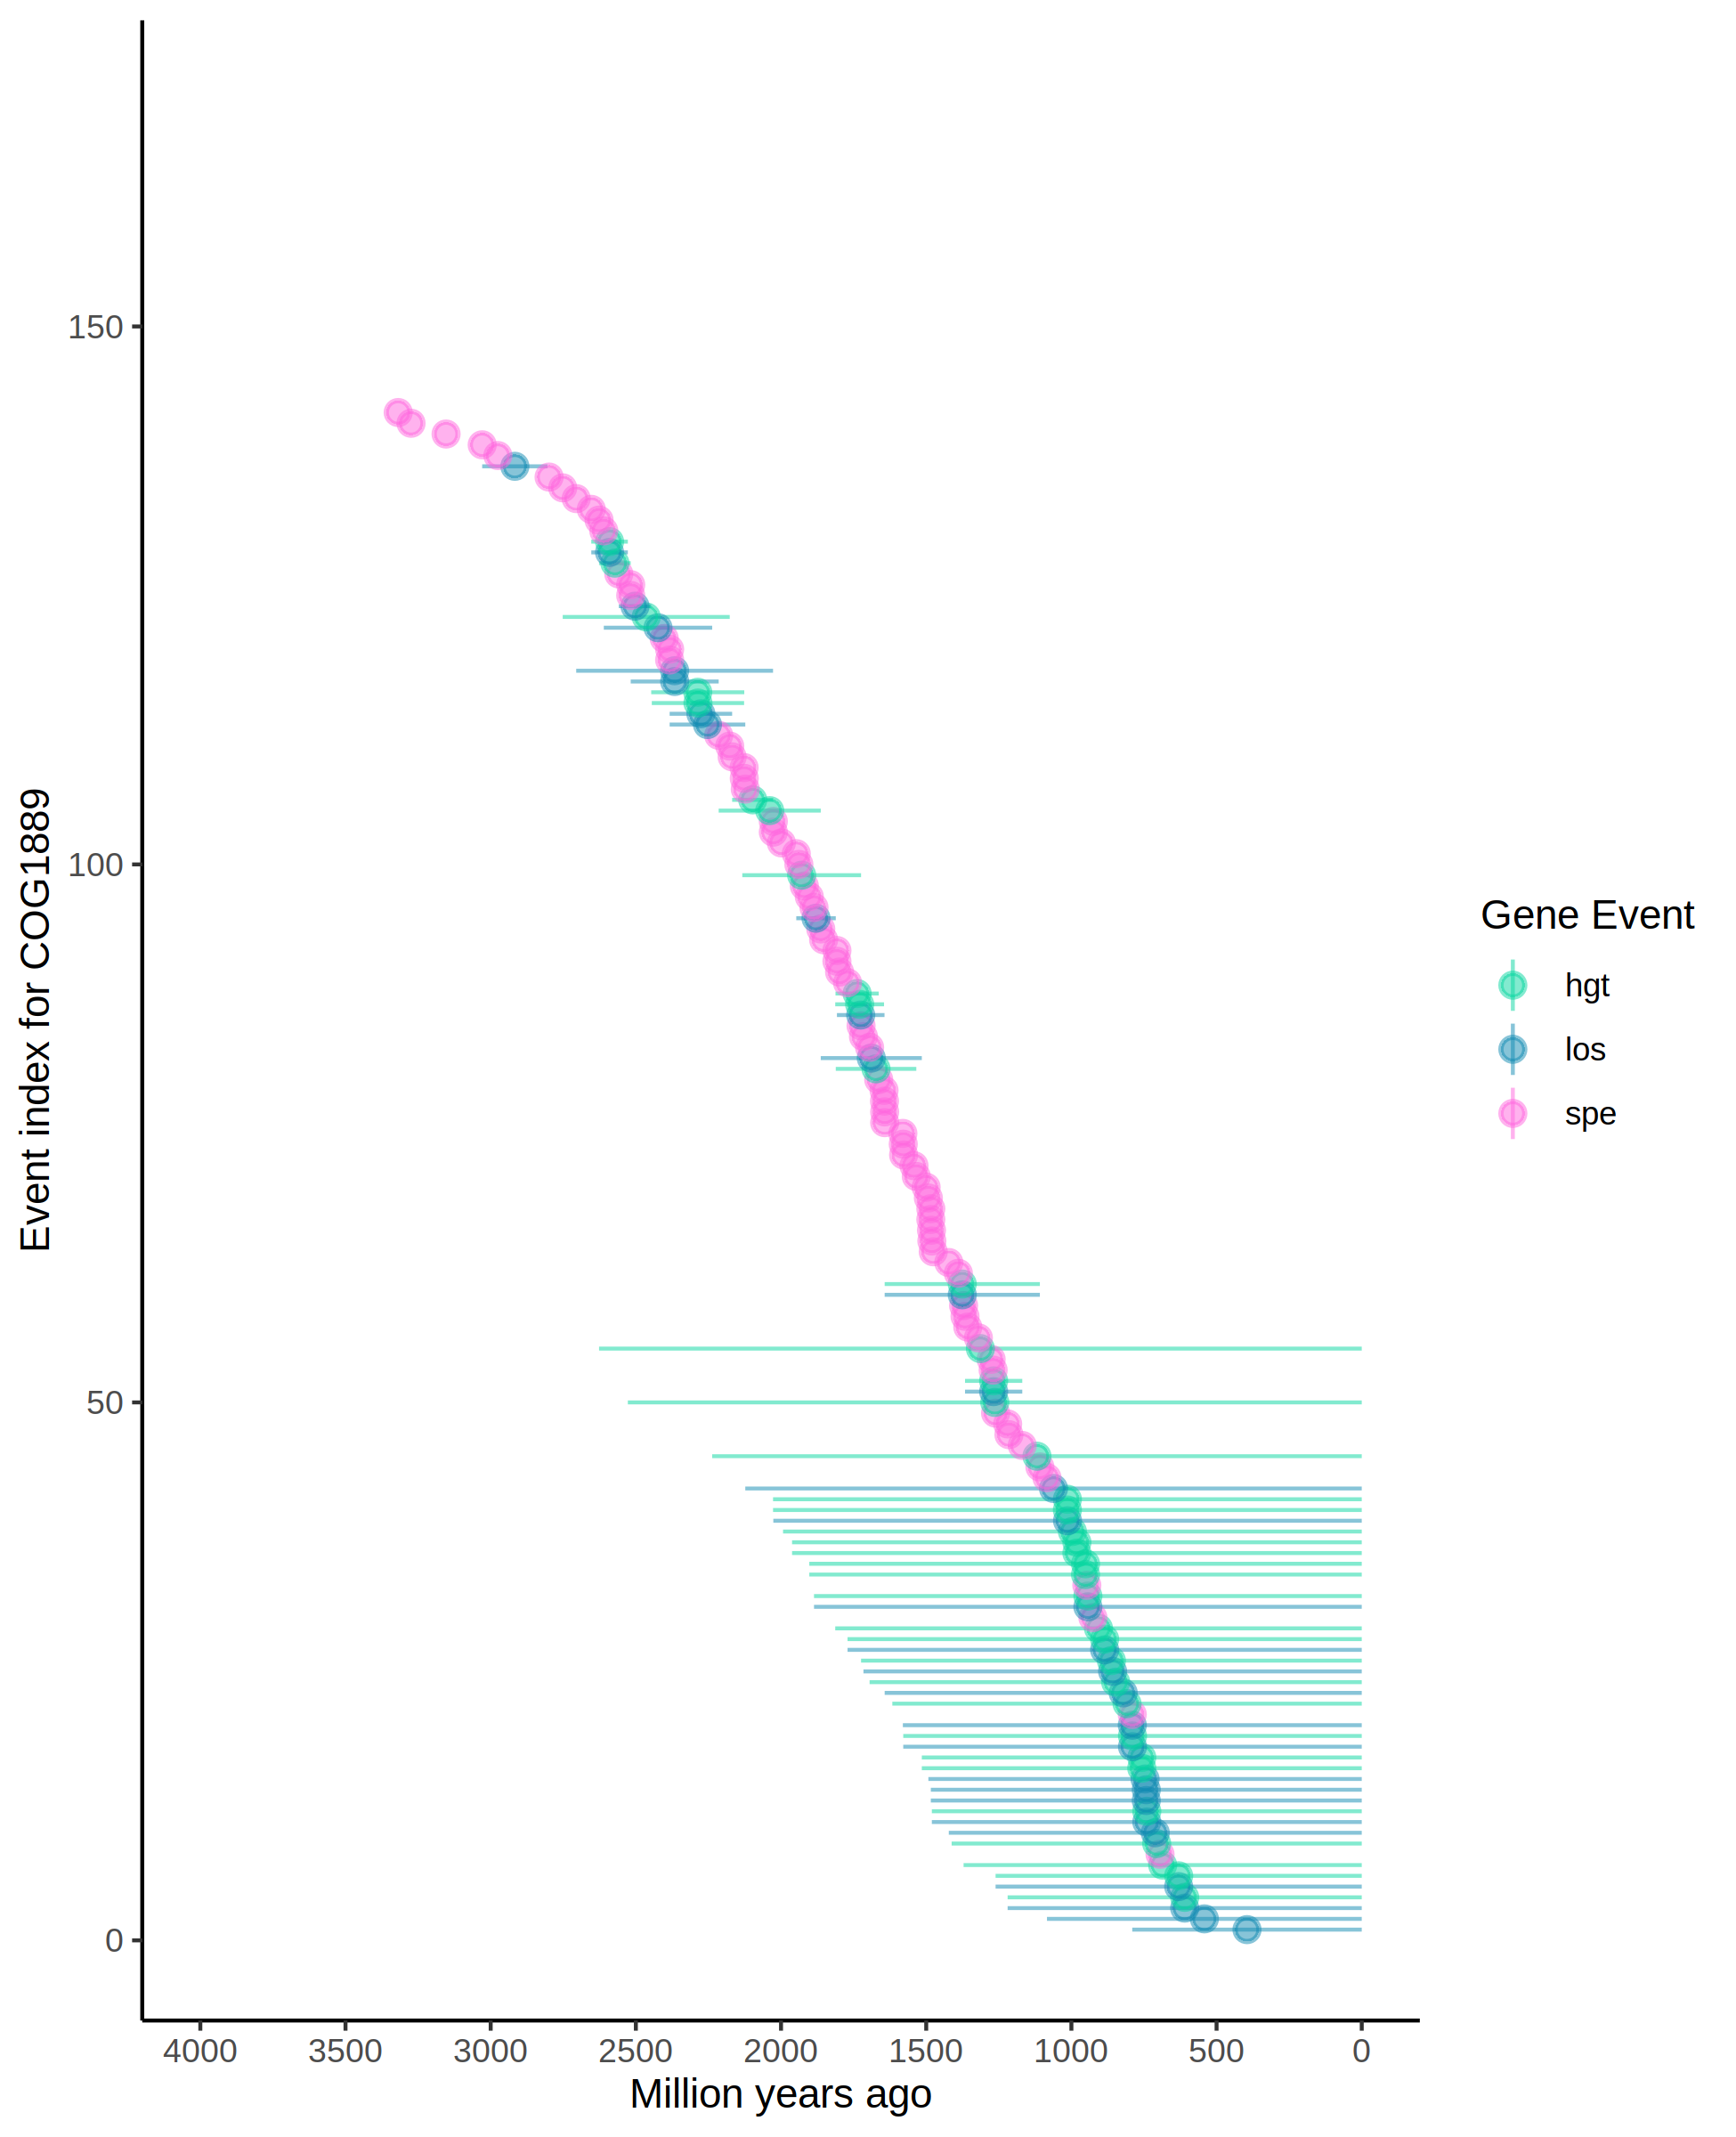 150
100
50
0
Event index for COG1889
4000 3500 3000 2500 2000 1500 1000 500 0
Million years ago
Gene Event
hgt
los
spe